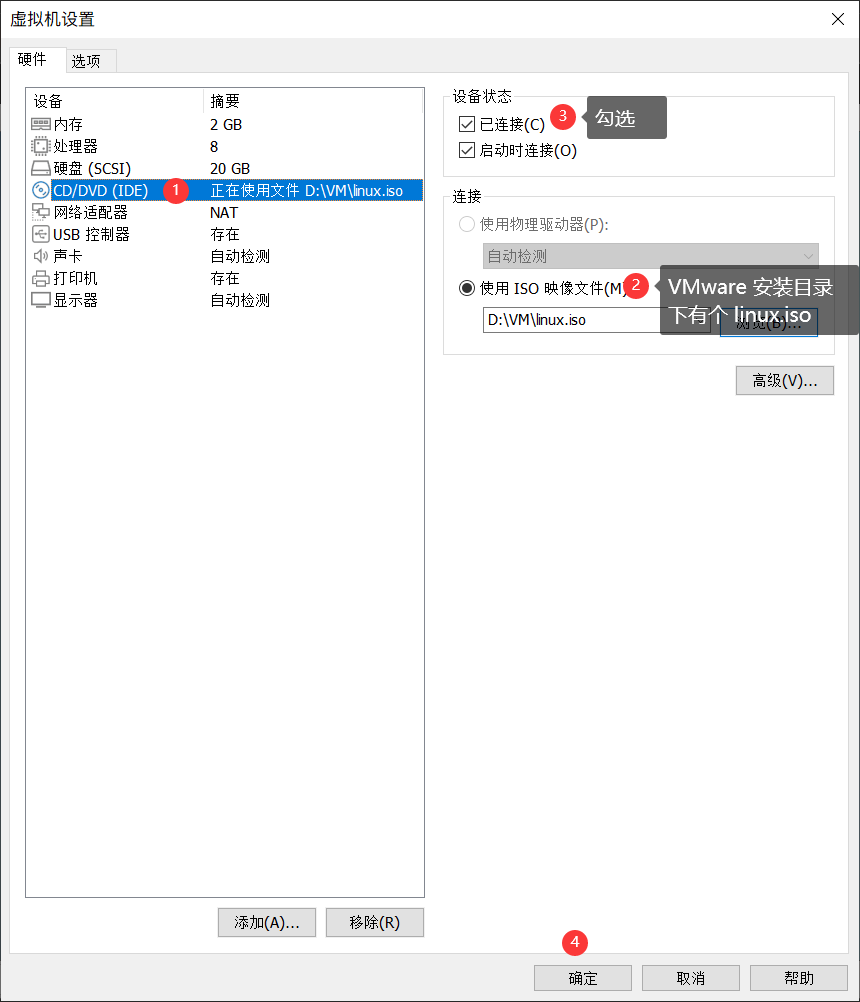 虚拟机设置
硬件
选项
设备 摘要
内存 2 GB
处理器 8
硬盘 (SCSI) 20 GB
CD/DVD (IDE) 1 正在使用文件 D:\VM\linux.iso
网络适配器 NAT
USB 控制器 存在
声卡 自动检测
打印机 存在
显示器 自动检测
添加(A)...
移除(R)
设备状态
已连接(C) 3 勾选
启动时连接(O)
连接
使用物理驱动器(P):
自动检测
使用 ISO 映像文件(M) 2
VMware 安装目录
下有个 linux.iso
D:\VM\linux.iso
浏览(B)...
高级(V)...
4
确定
取消
帮助